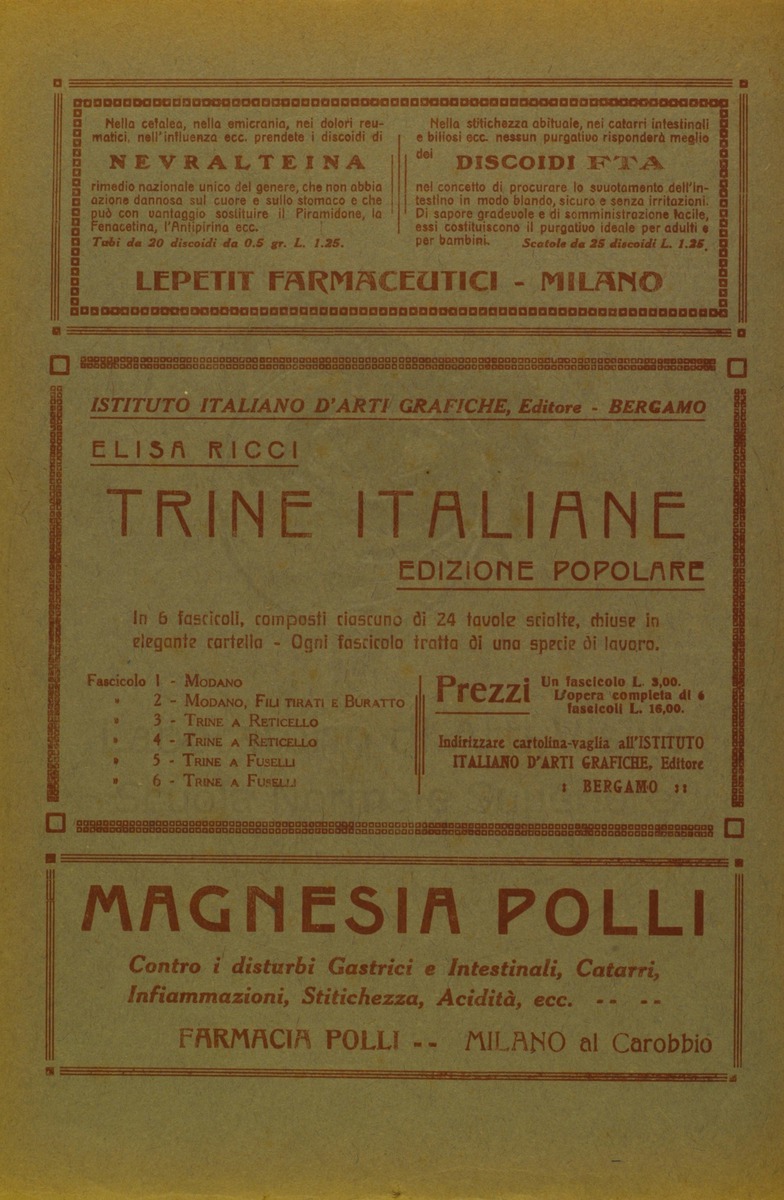 Nella cefalea, nella emicrania, nei dolori reu-
matici, nell'influenza ecc. prendete i discoidi di
NEVRALTEINA
rimedio nazionale unico del genere, che non abbia
azione dannosa sul cuore e sullo stomaco e che
può con vantaggio sostituire il Piramidone, la
Fenacetina, l'Antipirina ecc.
Tubi da 20 discoidi da 0.5 gr. L. 1.25.
Nella stitichezza abituale, nei catarri intestinali
e biliosi ecc. nessun purgativo risponderà meglio
dei DISCOIDI FTA
nel concetto di procurare lo svuotamento dell'in-
testino in modo blando, sicuro e senza irritazioni.
Di sapore gradevole e di somministrazione facile,
essi costituiscono il purgativo ideale per adulti e
per bambini. Scatole da 25 discoidi L. 1.25.
LEPETIT FARMACEUTICI - MILANO
ISTITUTO ITALIANO D'ARTI GRAFICHE, Editore - BERGAMO
ELISA RICCI
TRINE ITALIANE
EDIZIONE POPOLARE
In 6 fascicoli, composti ciascuno di 24 tavole sciolte, chiuse in
elegante cartella - Ogni fascicolo tratta di una specie di lavoro.
Fascicolo 1 - MODANO
" 2 - MODANO, FILI TIRATI E BURATTO
" 3 - TRINE A RETICELLO
" 4 - TRINE A RETICELLO
" 5 - TRINE A FUSELLI
" 6 - TRINE A FUSELLI
Prezzi Un fascicolo L. 3,00.
L'opera completa di 6
fascicoli L. 16,00.
Indirizzare cartolina-vaglia all'ISTITUTO
ITALIANO D'ARTI GRAFICHE, Editore
: BERGAMO ::
MAGNESIA POLLI
Contro i disturbi Gastrici e Intestinali, Catarri,
Infiammazioni, Stitichezza, Acidità, ecc. -- --
FARMACIA POLLI -- MILANO al Carobbio